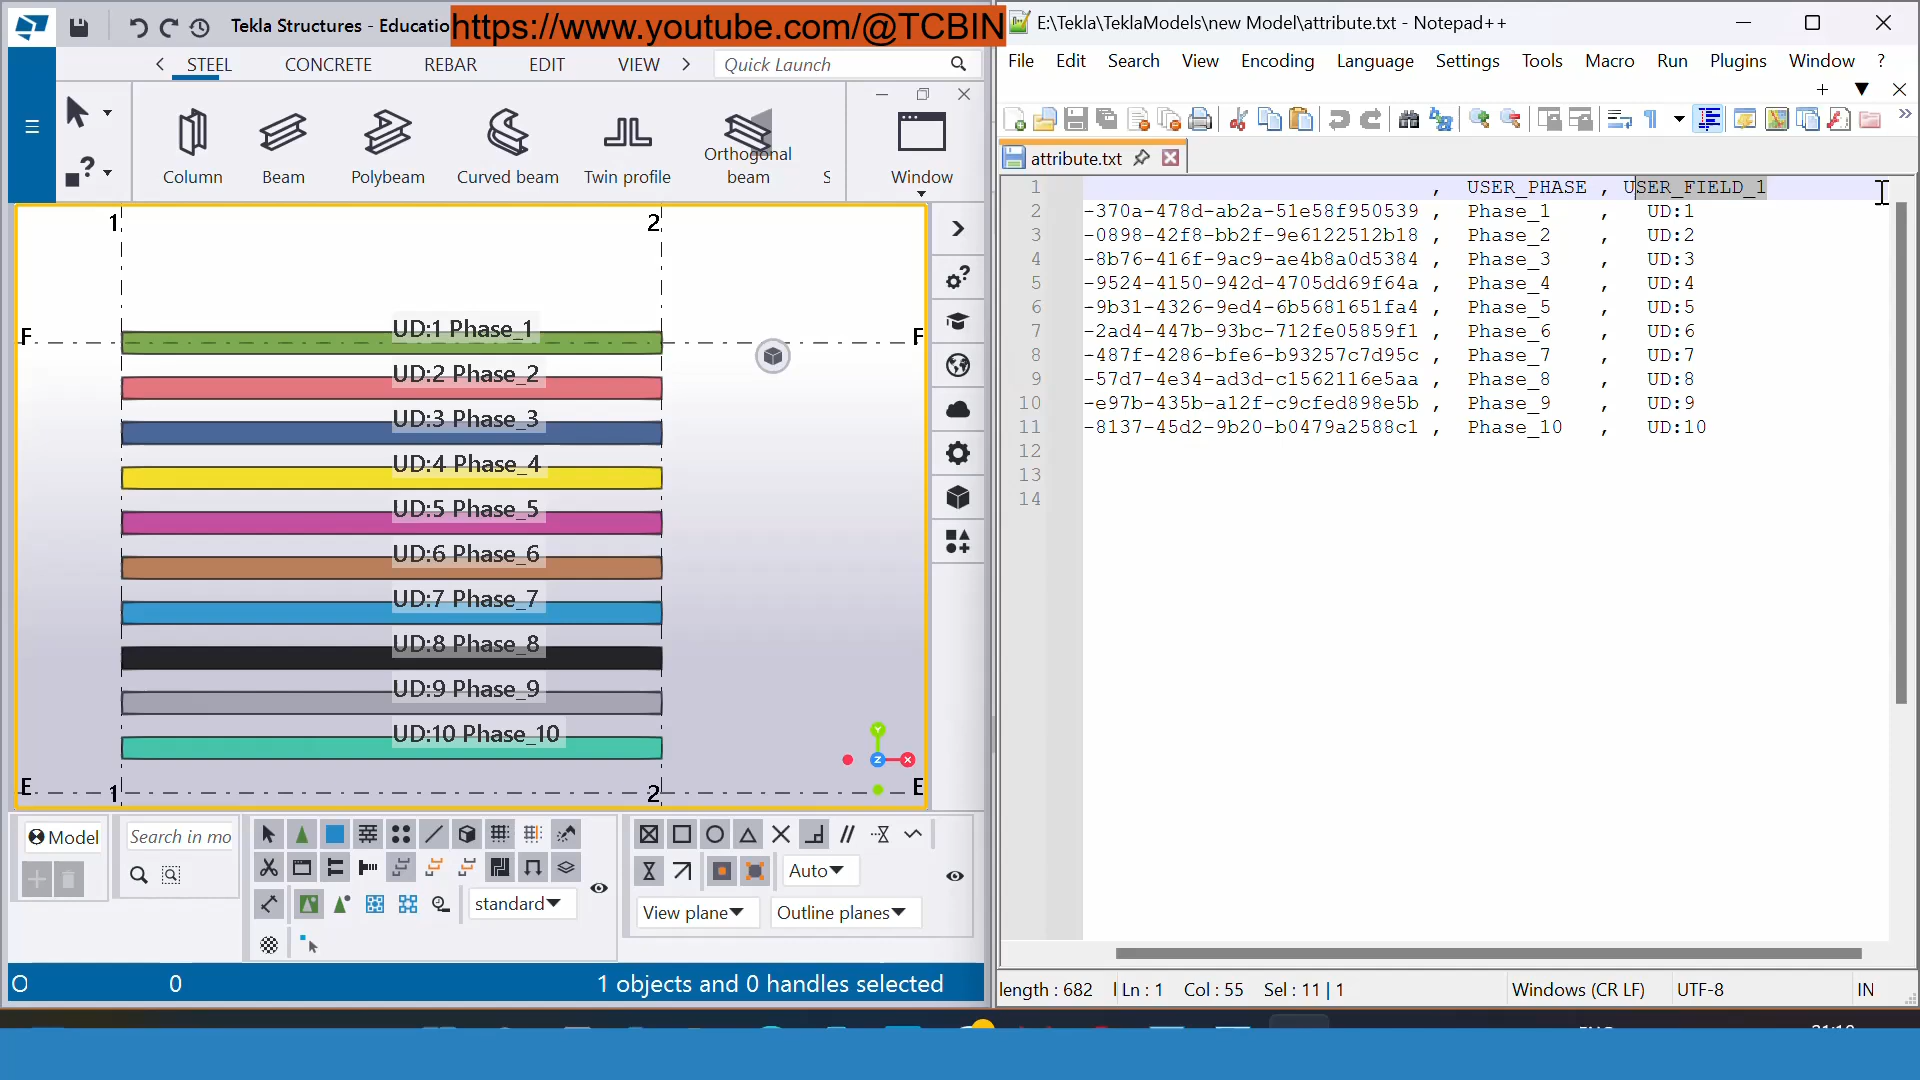 Tekla Structures - Educatio
https://www.youtube.com/@TCBIN
STEEL CONCRETE REBAR EDIT VIEW Quick Launch
Column Beam Polybeam Curved beam Twin profile Orthogonal beam S Window
1 2
F F
UD:1 Phase_1
UD:2 Phase_2
UD:3 Phase_3
UD:4 Phase_4
UD:5 Phase_5
UD:6 Phase_6
UD:7 Phase_7
UD:8 Phase_8
UD:9 Phase_9
UD:10 Phase_10
Y
Z X
E 1 2 E
Model Search in mo
Auto
standard View plane Outline planes
O 0 1 objects and 0 handles selected
E:\Tekla\TeklaModels\new Model\attribute.txt - Notepad++
File Edit Search View Encoding Language Settings Tools Macro Run Plugins Window ?
attribute.txt
1 , USER_PHASE , USER_FIELD_1
2 -370a-478d-ab2a-51e58f950539 , Phase_1 , UD:1
3 -0898-42f8-bb2f-9e6122512b18 , Phase_2 , UD:2
4 -8b76-416f-9ac9-ae4b8a0d5384 , Phase_3 , UD:3
5 -9524-4150-942d-4705dd69f64a , Phase_4 , UD:4
6 -9b31-4326-9ed4-6b5681651fa4 , Phase_5 , UD:5
7 -2ad4-447b-93bc-712fe05859f1 , Phase_6 , UD:6
8 -487f-4286-bfe6-b93257c7d95c , Phase_7 , UD:7
9 -57d7-4e34-ad3d-c1562116e5aa , Phase_8 , UD:8
10 -e97b-435b-a12f-c9cfed898e5b , Phase_9 , UD:9
11 -8137-45d2-9b20-b0479a2588c1 , Phase_10 , UD:10
12
13
14
length : 682 l Ln : 1 Col : 55 Sel : 11 | 1 Windows (CR LF) UTF-8 IN